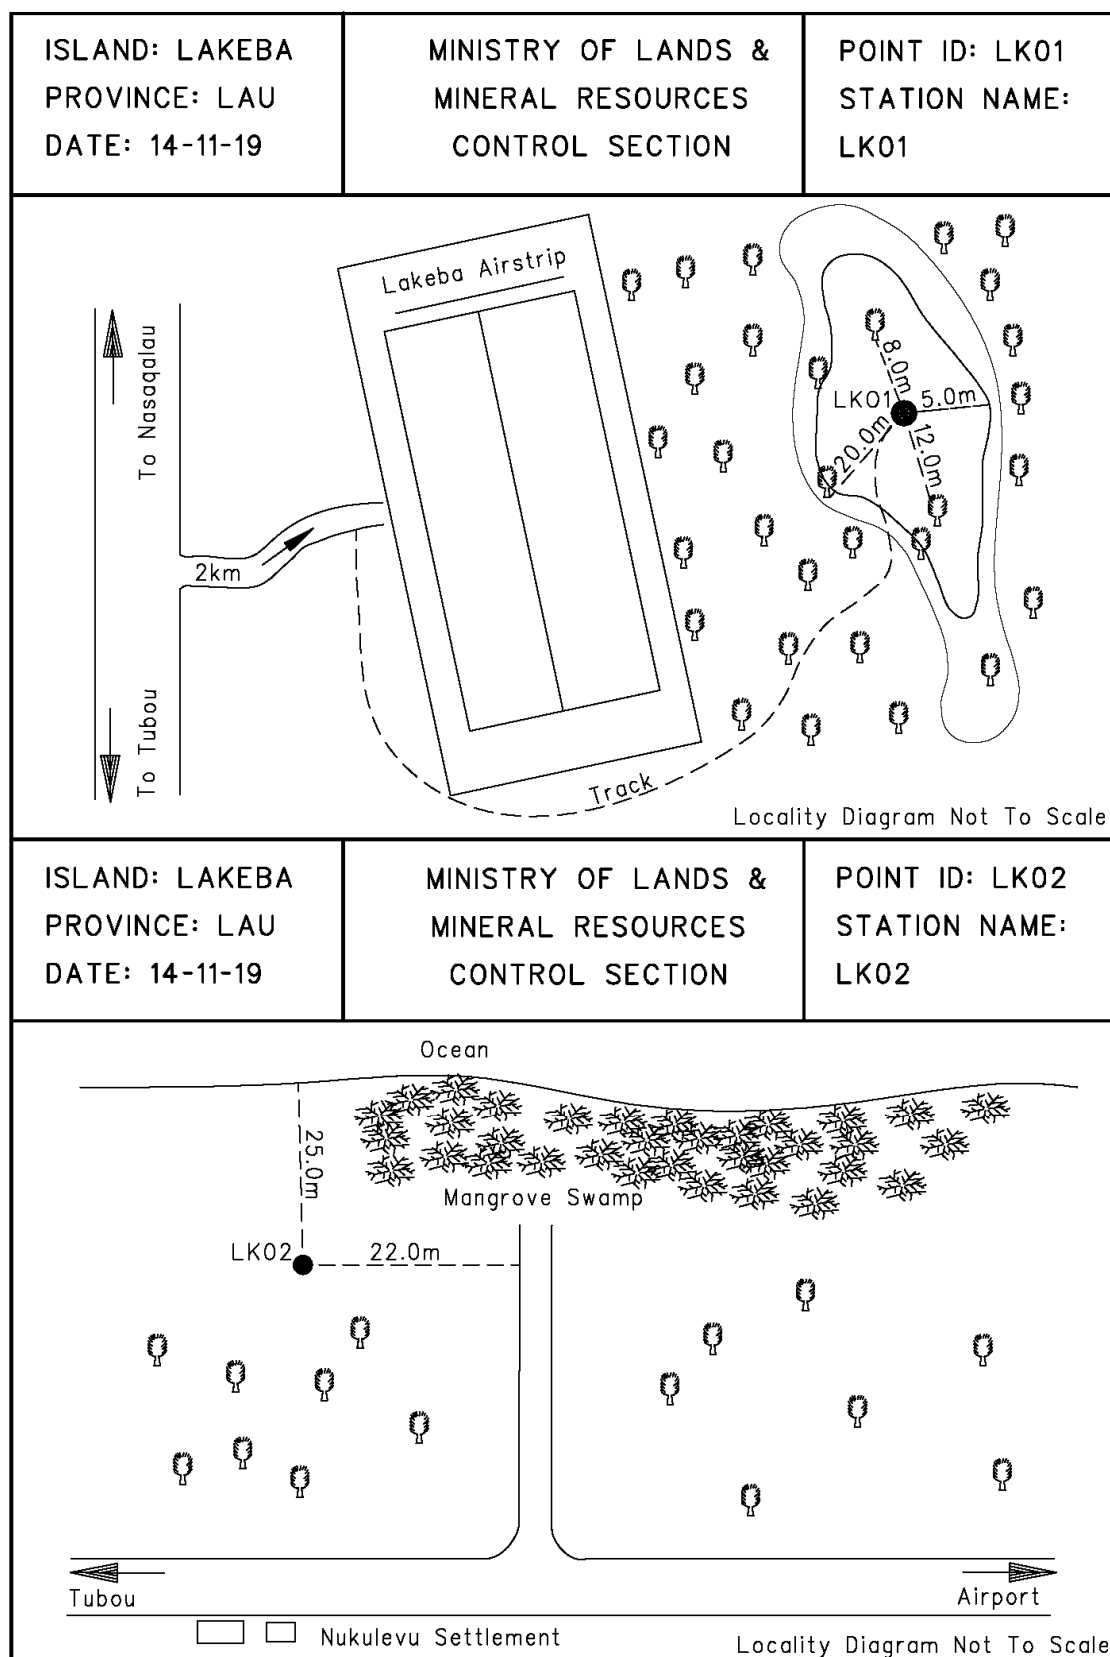 ISLAND: LAKEBA
PROVINCE: LAU
DATE: 14-11-19
MINISTRY OF LANDS &
MINERAL RESOURCES
CONTROL SECTION
POINT ID: LK01
STATION NAME:
LK01
Lakeba Airstrip
To Nasaqalau
8.0m
LK01
5.0m
20.0m
12.0m
2km
To Tubou
Track
Locality Diagram Not To Scale
ISLAND: LAKEBA
PROVINCE: LAU
DATE: 14-11-19
MINISTRY OF LANDS &
MINERAL RESOURCES
CONTROL SECTION
POINT ID: LK02
STATION NAME:
LK02
Ocean
25.0m
Mangrove Swamp
LK02
22.0m
Tubou
Airport
Nukulevu Settlement
Locality Diagram Not To Scale